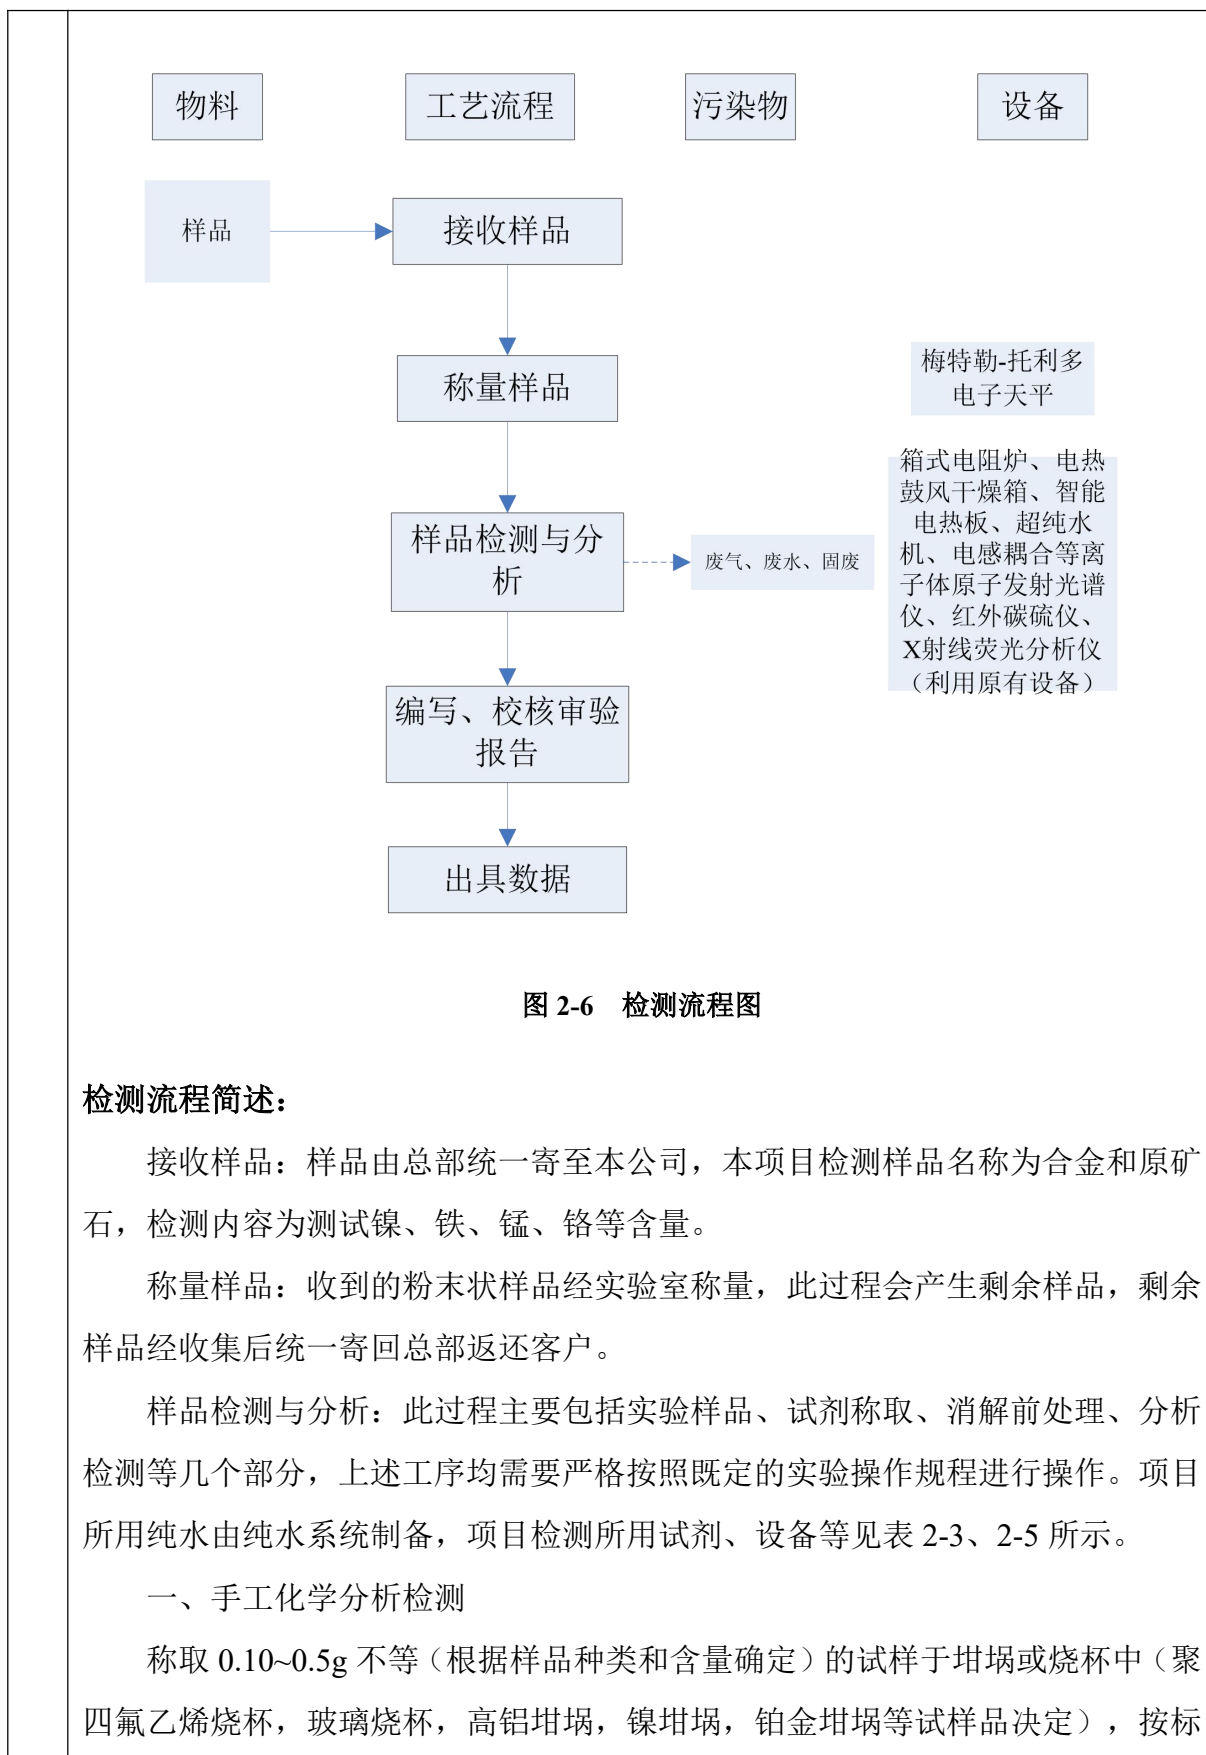 物料
工艺流程
污染物
设备
样品
接收样品
称量样品
梅特勒-托利多
电子天平
样品检测与分
析
废气、废水、固废
箱式电阻炉、电热
鼓风干燥箱、智能
电热板、超纯水
机、电感耦合等离
子体原子发射光谱
仪、红外碳硫仪、
X射线荧光分析仪
（利用原有设备）
编写、校核审验
报告
出具数据
图 2-6 检测流程图
检测流程简述：
接收样品：样品由总部统一寄至本公司，本项目检测样品名称为合金和原矿
石，检测内容为测试镍、铁、锰、铬等含量。
称量样品：收到的粉末状样品经实验室称量，此过程会产生剩余样品，剩余
样品经收集后统一寄回总部返还客户。
样品检测与分析：此过程主要包括实验样品、试剂称取、消解前处理、分析
检测等几个部分，上述工序均需要严格按照既定的实验操作规程进行操作。项目
所用纯水由纯水系统制备，项目检测所用试剂、设备等见表 2-3、2-5 所示。
一、手工化学分析检测
称取 0.10~0.5g 不等（根据样品种类和含量确定）的试样于坩埚或烧杯中（聚
四氟乙烯烧杯，玻璃烧杯，高铝坩埚，镍坩埚，铂金坩埚等试样品决定），按标